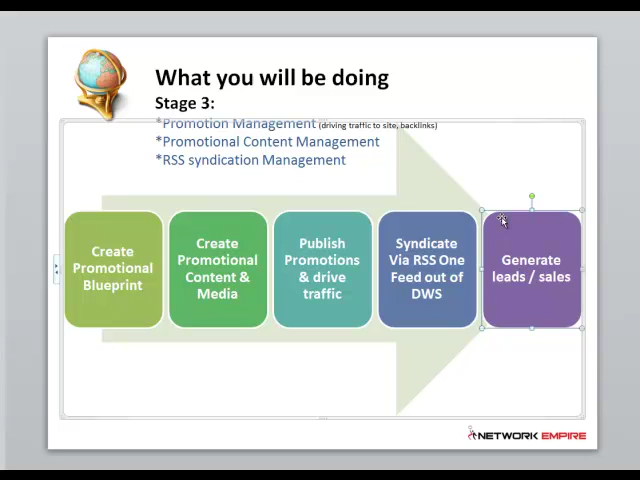 What you will be doing
Stage 3:
*Promotion Management (driving traffic to site, backlinks)
*Promotional Content Management
*RSS syndication Management
Create
Promotional
Blueprint
Create
Promotional
Content &
Media
Publish
Promotions
& drive
traffic
Syndicate
Via RSS One
Feed out of
DWS
Generate
leads / sales
NETWORK EMPIRE